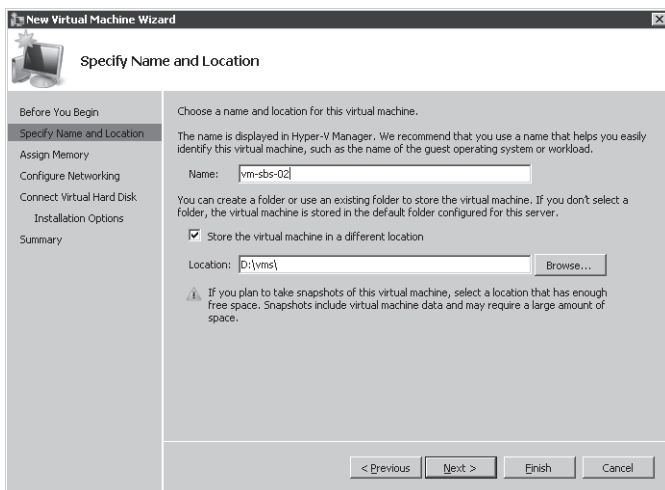 New Virtual Machine Wizard
Specify Name and Location
Before You Begin
Specify Name and Location
Assign Memory
Configure Networking
Connect Virtual Hard Disk
Installation Options
Summary
Choose a name and location for this virtual machine.
The name is displayed in Hyper-V Manager. We recommend that you use a name that helps you easily
identify this virtual machine, such as the name of the guest operating system or workload.
Name: vm-sbs-02
You can create a folder or use an existing folder to store the virtual machine. If you don't select a
folder, the virtual machine is stored in the default folder configured for this server.
Store the virtual machine in a different location
Location: D:\vms\ Browse...
If you plan to take snapshots of this virtual machine, select a location that has enough
free space. Snapshots include virtual machine data and may require a large amount of
space.
< Previous Next > Finish Cancel